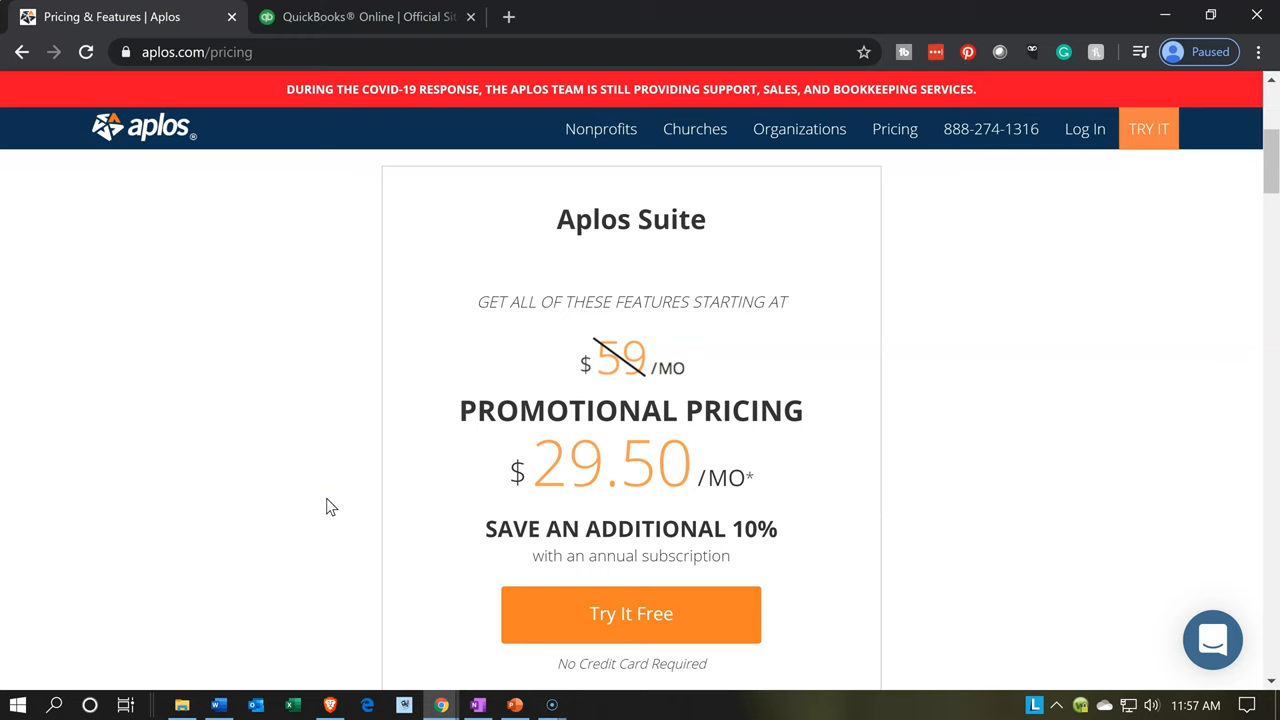 Pricing & Features | Aplos
QuickBooks® Online | Official Sit
aplos.com/pricing
Paused
DURING THE COVID-19 RESPONSE, THE APLOS TEAM IS STILL PROVIDING SUPPORT, SALES, AND BOOKKEEPING SERVICES.
aplos®
Nonprofits Churches Organizations Pricing 888-274-1316 Log In TRY IT
Aplos Suite
GET ALL OF THESE FEATURES STARTING AT
$ 59 /MO
PROMOTIONAL PRICING
$ 29.50 /MO*
SAVE AN ADDITIONAL 10%
with an annual subscription
Try It Free
No Credit Card Required
11:57 AM